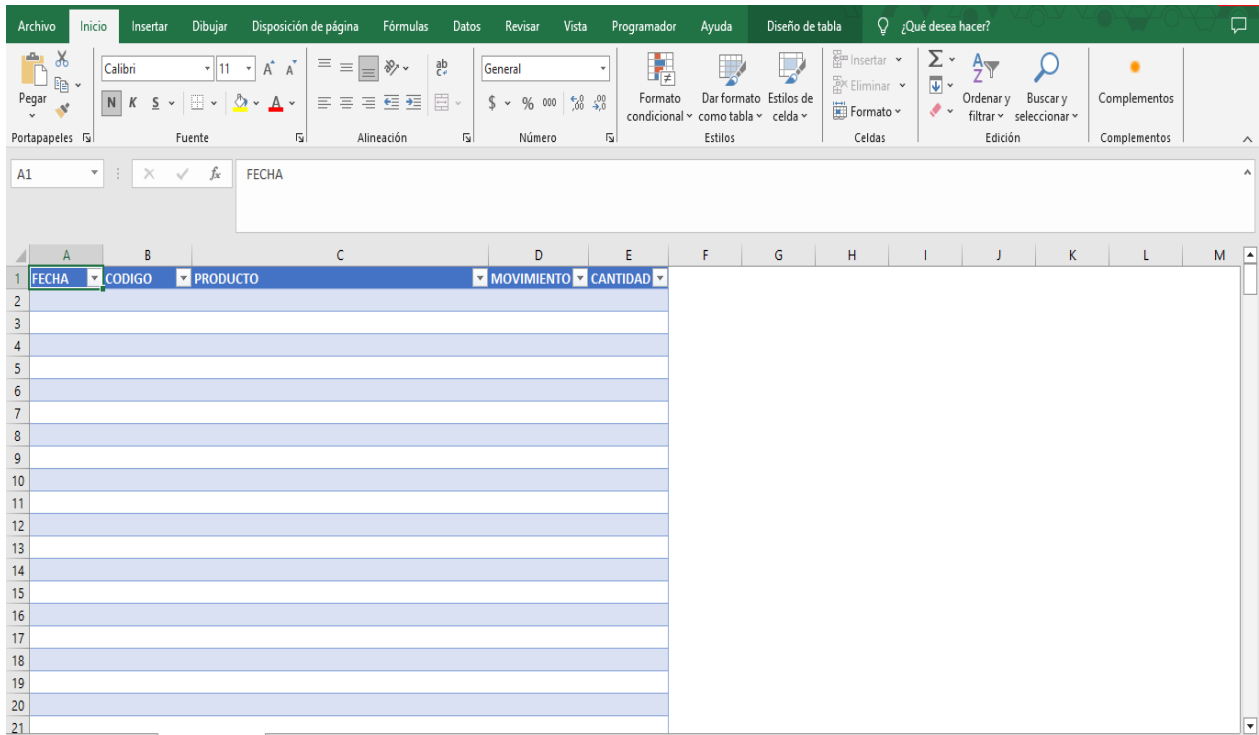 Archivo Inicio Insertar Dibujar Disposición de página Fórmulas Datos Revisar Vista Programador Ayuda Diseño de tabla ¿Qué desea hacer?
Pegar
Portapapeles
Calibri 11 A A
N K S A
Fuente
ab
Alineación
General
$ % 000
Número
Formato condicional
Dar formato como tabla
Estilos de celda
Estilos
Insertar
Eliminar
Formato
Celdas
Ordenar y filtrar
Buscar y seleccionar
Edición
Complementos
Complementos
A1 fx FECHA
A B C D E F G H I J K L M
1 FECHA CODIGO PRODUCTO MOVIMIENTO CANTIDAD
2
3
4
5
6
7
8
9
10
11
12
13
14
15
16
17
18
19
20
21